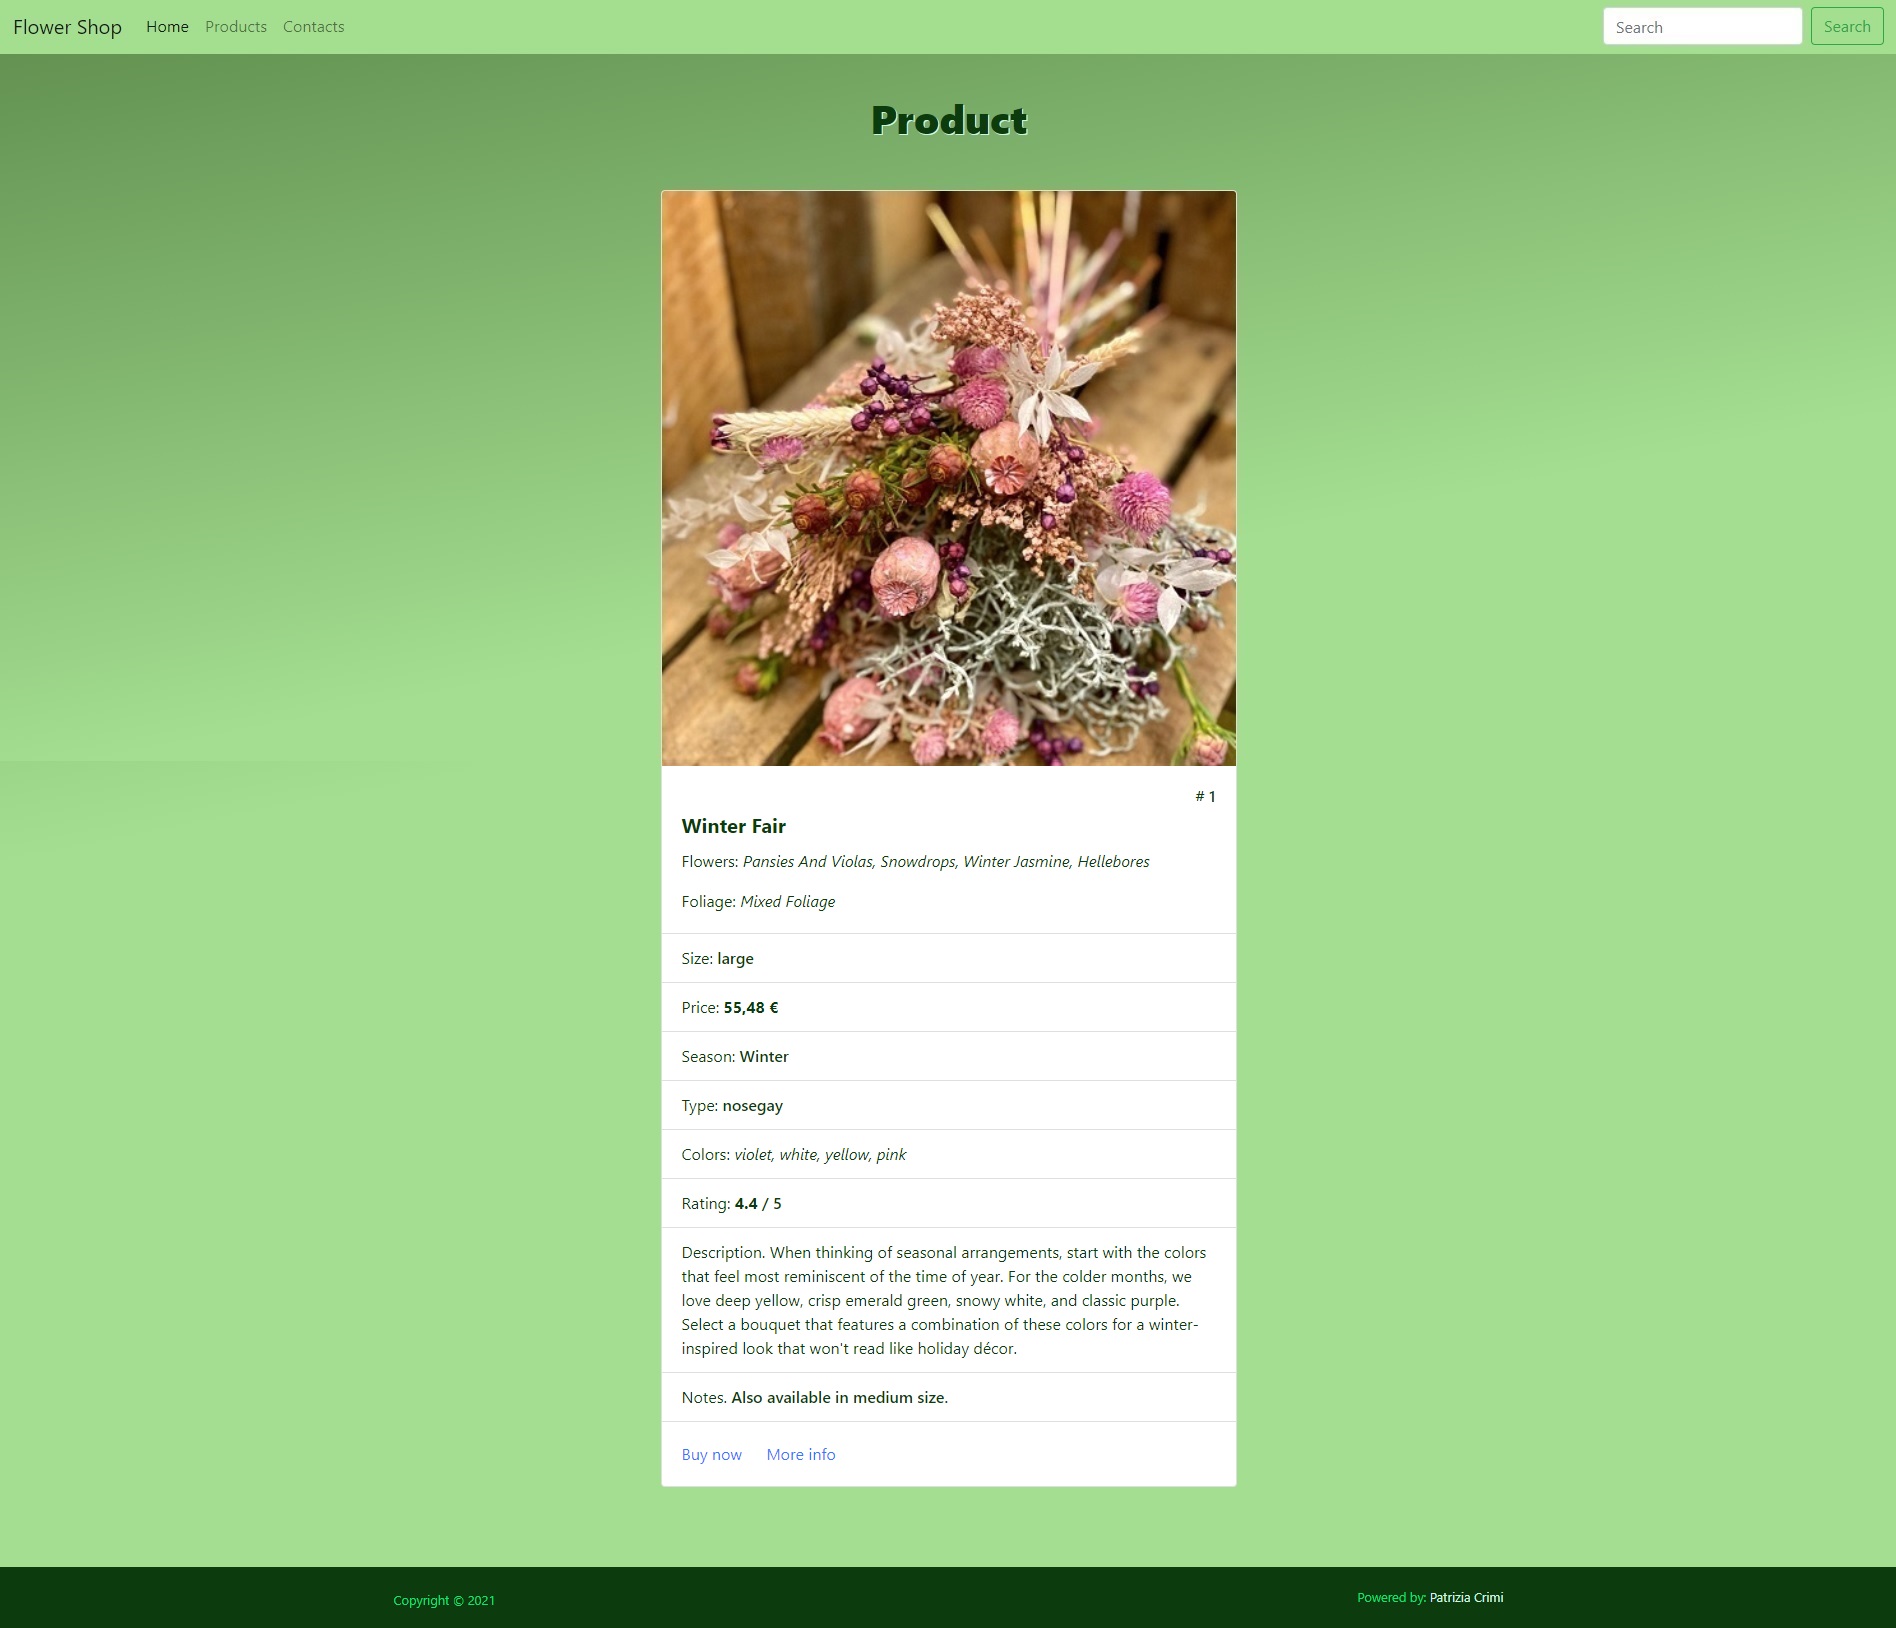 Flower Shop Home Products Contacts Search Search
Product
# 1
Winter Fair
Flowers: Pansies And Violas, Snowdrops, Winter Jasmine, Hellebores
Foliage: Mixed Foliage
Size: large
Price: 55,48 €
Season: Winter
Type: nosegay
Colors: violet, white, yellow, pink
Rating: 4.4 / 5
Description. When thinking of seasonal arrangements, start with the colors
that feel most reminiscent of the time of year. For the colder months, we
love deep yellow, crisp emerald green, snowy white, and classic purple.
Select a bouquet that features a combination of these colors for a winter-
inspired look that won't read like holiday décor.
Notes. Also available in medium size.
Buy now More info
Copyright © 2021 Powered by: Patrizia Crimi